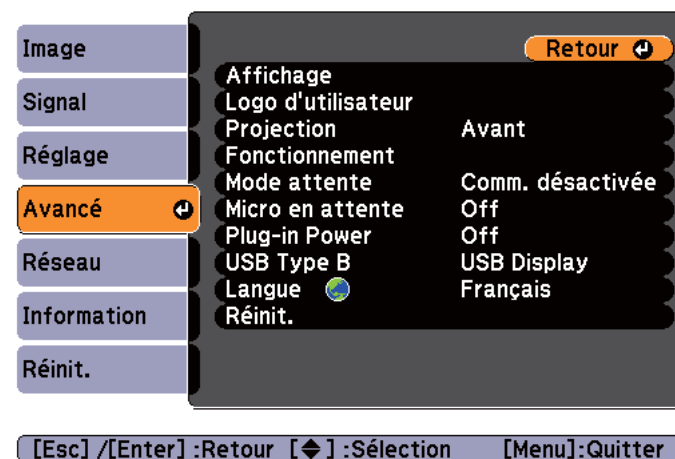 Image
Signal
Réglage
Avancé
Réseau
Information
Réinit.
Retour
Affichage
Logo d'utilisateur
Projection Avant
Fonctionnement
Mode attente Comm. désactivée
Micro en attente Off
Plug-in Power Off
USB Type B USB Display
Langue Français
Réinit.
[Esc] /[Enter] :Retour [ ] :Sélection [Menu]:Quitter